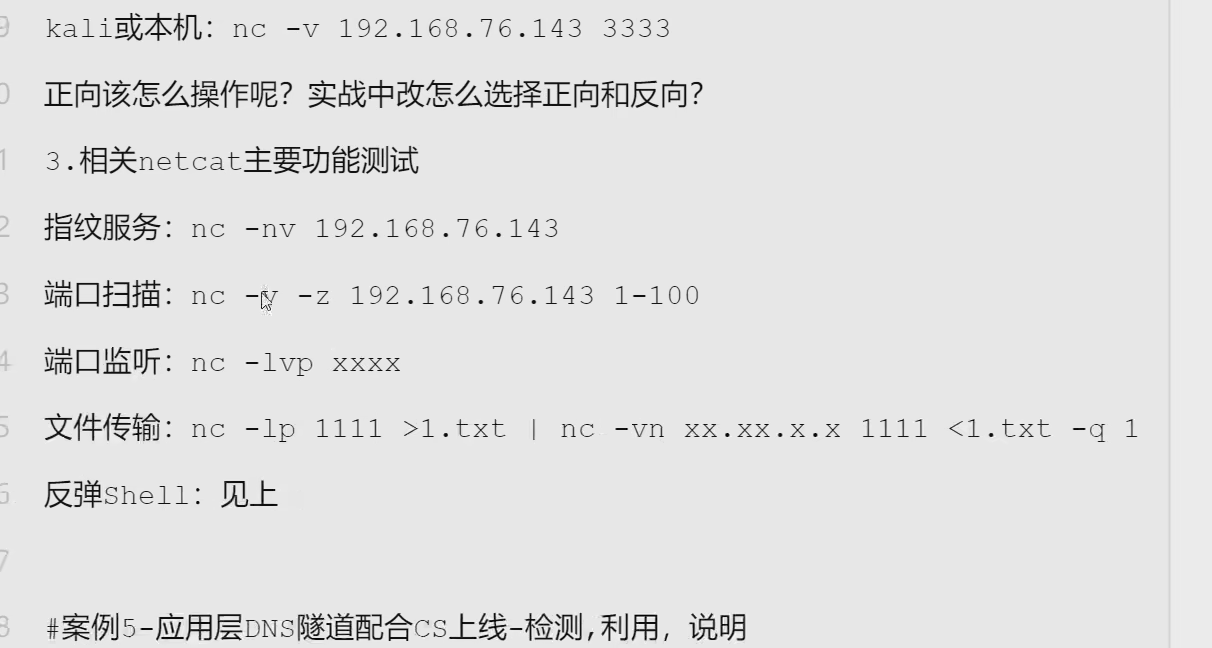 9 kali或本机：nc -v 192.168.76.143 3333
0 正向该怎么操作呢？实战中改怎么选择正向和反向？
1 3.相关netcat主要功能测试
2 指纹服务：nc -nv 192.168.76.143
3 端口扫描：nc -v -z 192.168.76.143 1-100
4 端口监听：nc -lvp xxxx
5 文件传输：nc -lp 1111 >1.txt | nc -vn xx.xx.x.x 1111 <1.txt -q 1
6 反弹Shell：见上
7
8 #案例5-应用层DNS隧道配合CS上线-检测,利用，说明